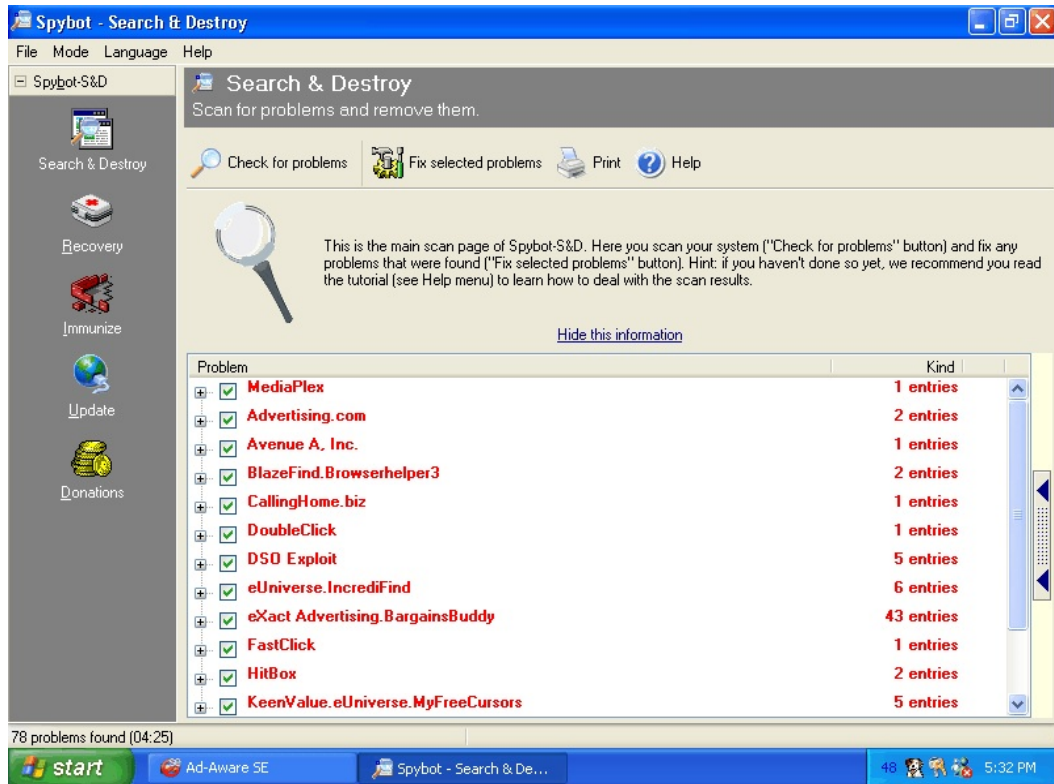 Spybot - Search & Destroy
File Mode Language Help
Spybot-S&D
Search & Destroy
Scan for problems and remove them.
Search & Destroy
Recovery
Immunize
Update
Donations
Check for problems Fix selected problems Print Help
This is the main scan page of Spybot-S&D. Here you scan your system ("Check for problems" button) and fix any
problems that were found ("Fix selected problems" button). Hint: if you haven't done so yet, we recommend you read
the tutorial (see Help menu) to learn how to deal with the scan results.
Hide this information
Problem Kind
MediaPlex 1 entries
Advertising.com 2 entries
Avenue A, Inc. 1 entries
BlazeFind.Browserhelper3 2 entries
CallingHome.biz 1 entries
DoubleClick 1 entries
DSO Exploit 5 entries
eUniverse.IncrediFind 6 entries
eXact Advertising.BargainsBuddy 43 entries
FastClick 1 entries
HitBox 2 entries
KeenValue.eUniverse.MyFreeCursors 5 entries
78 problems found (04:25)
start Ad-Aware SE Spybot - Search & De... 48 5:32 PM